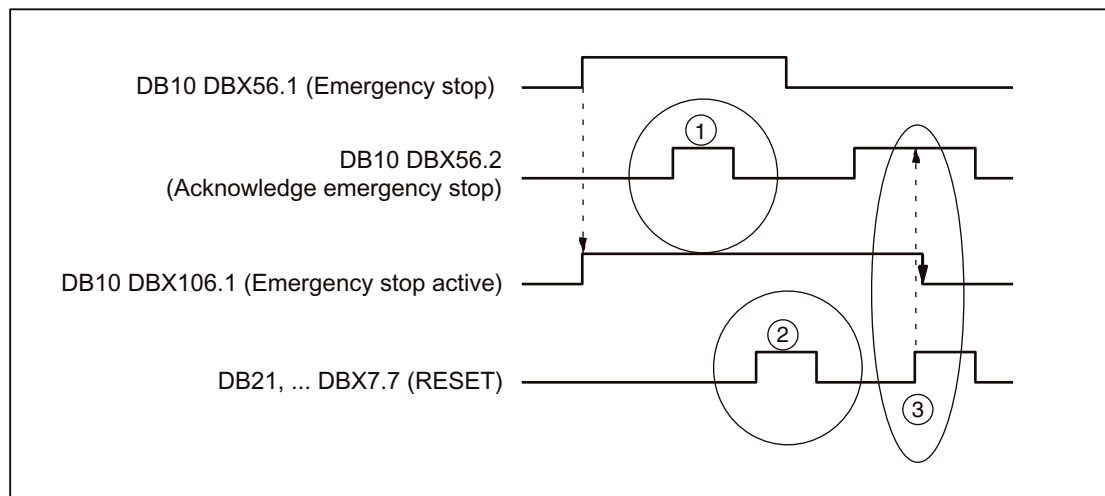 DB10 DBX56.1 (Emergency stop)
1
DB10 DBX56.2
(Acknowledge emergency stop)
DB10 DBX106.1 (Emergency stop active)
2
DB21, ... DBX7.7 (RESET)
3